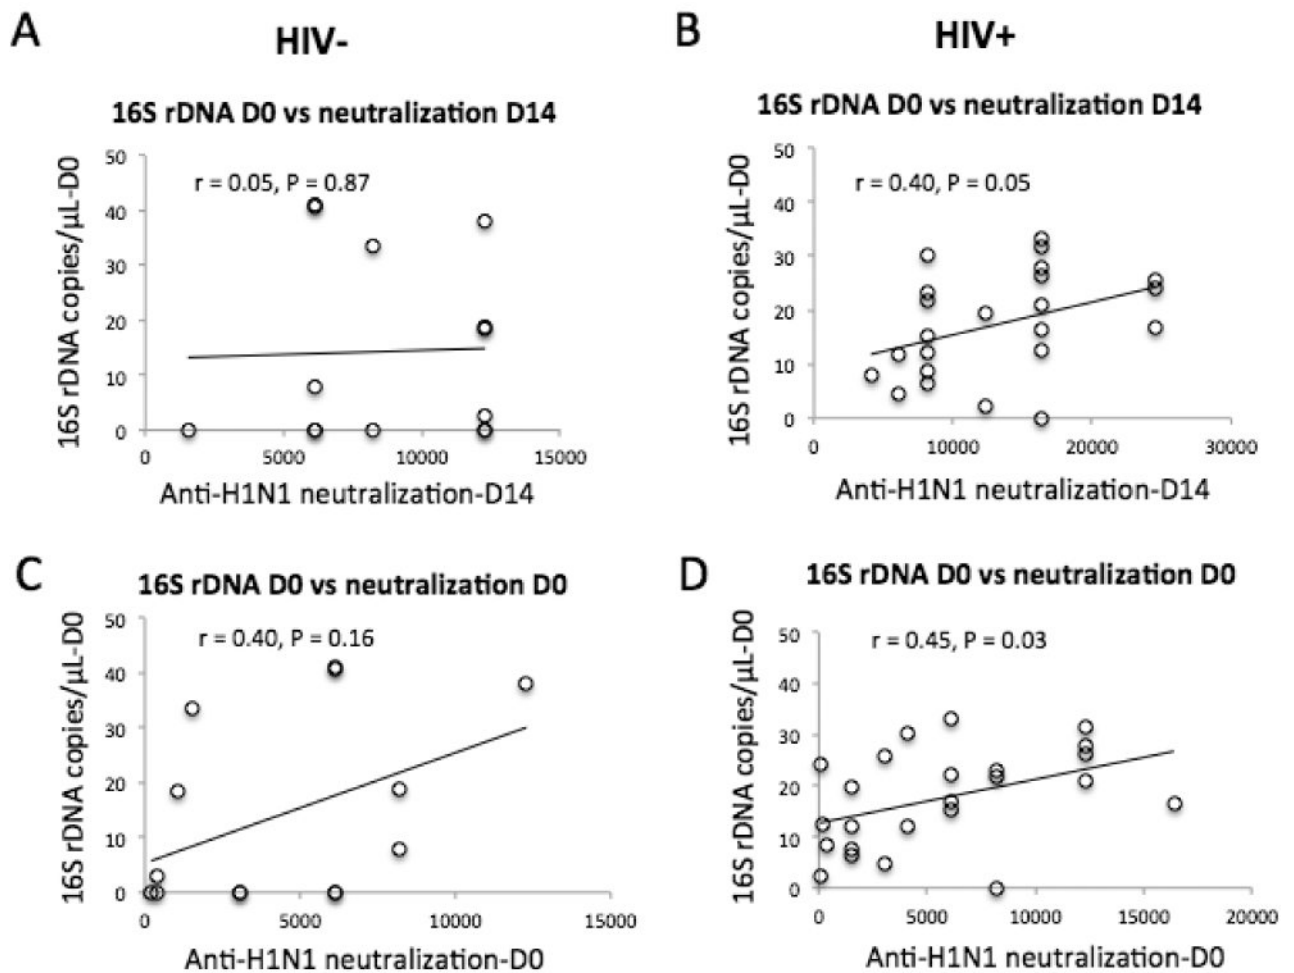 A
HIV-
16S rDNA D0 vs neutralization D14
16S rDNA copies/µL-D0
50
40
30
20
10
0
r = 0.05, P = 0.87
0
5000
10000
15000
Anti-H1N1 neutralization-D14
B
HIV+
16S rDNA D0 vs neutralization D14
16S rDNA copies/µL-D0
50
40
30
20
10
0
r = 0.40, P = 0.05
0
10000
20000
30000
Anti-H1N1 neutralization-D14
C
16S rDNA D0 vs neutralization D0
16S rDNA copies/µL-D0
50
40
30
20
10
0
r = 0.40, P = 0.16
0
5000
10000
15000
Anti-H1N1 neutralization-D0
D
16S rDNA D0 vs neutralization D0
16S rDNA copies/µL-D0
50
40
30
20
10
0
r = 0.45, P = 0.03
0
5000
10000
15000
20000
Anti-H1N1 neutralization-D0